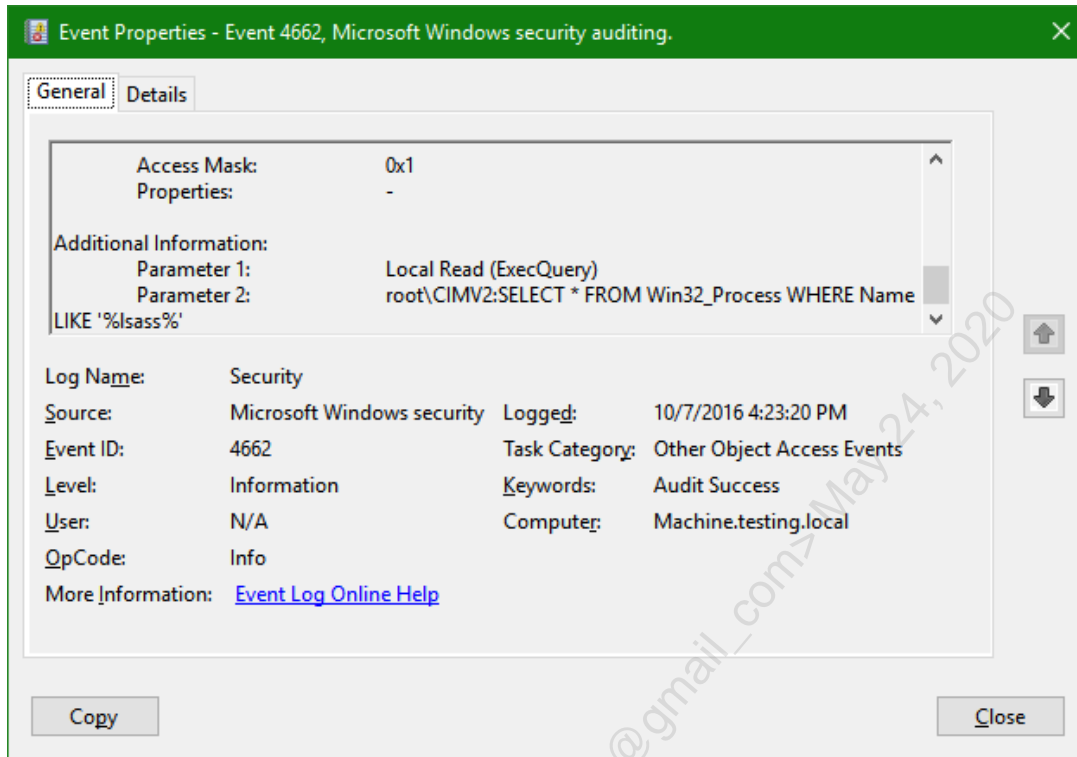 Event Properties - Event 4662, Microsoft Windows security auditing.
General Details
Access Mask: 0x1
Properties: -
Additional Information:
Parameter 1: Local Read (ExecQuery)
Parameter 2: root\CIMV2:SELECT * FROM Win32_Process WHERE Name
LIKE '%lsass%'
Log Name: Security
Source: Microsoft Windows security Logged: 10/7/2016 4:23:20 PM
Event ID: 4662 Task Category: Other Object Access Events
Level: Information Keywords: Audit Success
User: N/A Computer: Machine.testing.local
OpCode: Info
More Information: Event Log Online Help
Copy Close
@gmail_com> May 24, 2020